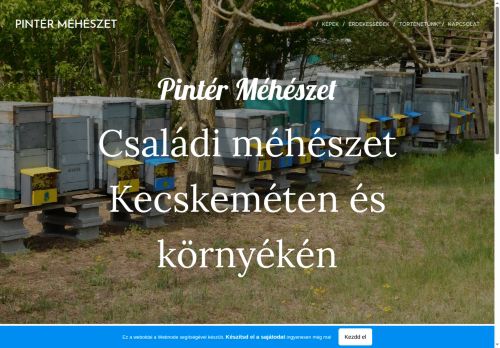 PINTÉR MÉHÉSZET
KÉPEK / ÉRDEKESSÉGEK / TÖRTÉNETÜNK / KAPCSOLAT
Pintér Méhészet
Családi méhészet
Kecskeméten és
környékén
Ez a weboldal a Webnode segítségével készült. Készítsd el a sajátodat ingyenesen még ma! Kezdd el